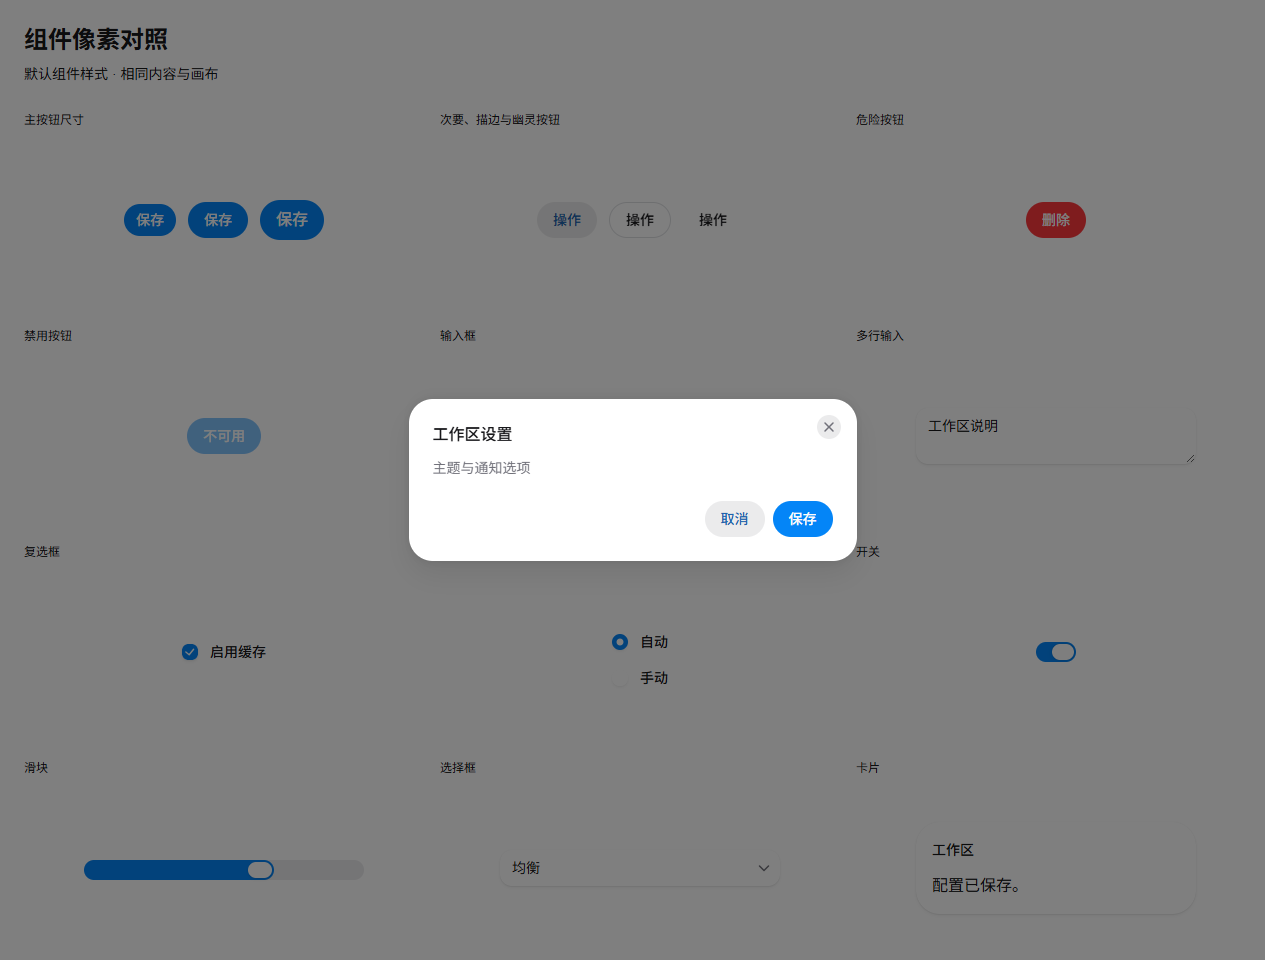 组件像素对照
默认组件样式 · 相同内容与画布
主按钮尺寸
次要、描边与幽灵按钮
危险按钮
保存
保存
保存
操作
操作
操作
删除
禁用按钮
输入框
多行输入
不可用
工作区说明
工作区设置
主题与通知选项
取消
保存
复选框
开关
启用缓存
自动
手动
滑块
选择框
卡片
均衡
工作区
配置已保存。